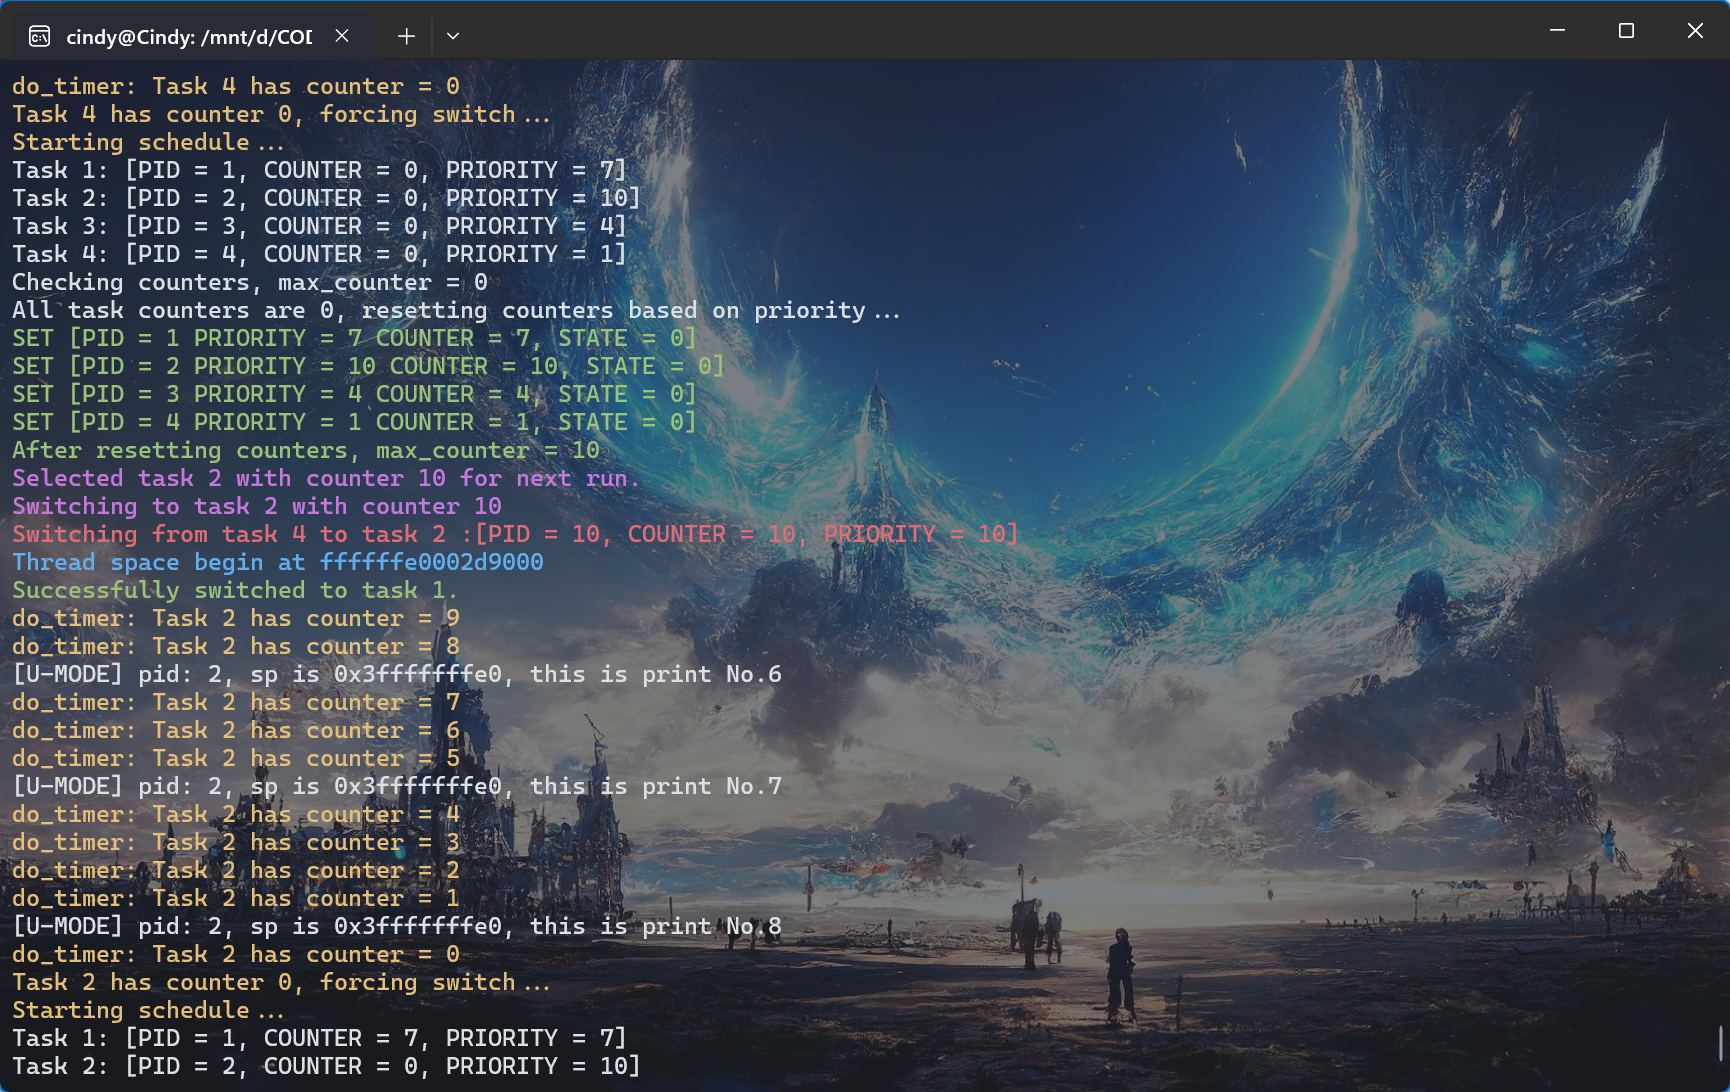 cindy@Cindy: /mnt/d/COD
do_timer: Task 4 has counter = 0
Task 4 has counter 0, forcing switch...
Starting schedule...
Task 1: [PID = 1, COUNTER = 0, PRIORITY = 7]
Task 2: [PID = 2, COUNTER = 0, PRIORITY = 10]
Task 3: [PID = 3, COUNTER = 0, PRIORITY = 4]
Task 4: [PID = 4, COUNTER = 0, PRIORITY = 1]
Checking counters, max_counter = 0
All task counters are 0, resetting counters based on priority...
SET [PID = 1 PRIORITY = 7 COUNTER = 7, STATE = 0]
SET [PID = 2 PRIORITY = 10 COUNTER = 10, STATE = 0]
SET [PID = 3 PRIORITY = 4 COUNTER = 4, STATE = 0]
SET [PID = 4 PRIORITY = 1 COUNTER = 1, STATE = 0]
After resetting counters, max_counter = 10
Selected task 2 with counter 10 for next run.
Switching to task 2 with counter 10
Switching from task 4 to task 2 :[PID = 10, COUNTER = 10, PRIORITY = 10]
Thread space begin at ffffffe0002d9000
Successfully switched to task 1.
do_timer: Task 2 has counter = 9
do_timer: Task 2 has counter = 8
[U-MODE] pid: 2, sp is 0x3fffffffe0, this is print No.6
do_timer: Task 2 has counter = 7
do_timer: Task 2 has counter = 6
do_timer: Task 2 has counter = 5
[U-MODE] pid: 2, sp is 0x3fffffffe0, this is print No.7
do_timer: Task 2 has counter = 4
do_timer: Task 2 has counter = 3
do_timer: Task 2 has counter = 2
do_timer: Task 2 has counter = 1
[U-MODE] pid: 2, sp is 0x3fffffffe0, this is print No.8
do_timer: Task 2 has counter = 0
Task 2 has counter 0, forcing switch...
Starting schedule...
Task 1: [PID = 1, COUNTER = 7, PRIORITY = 7]
Task 2: [PID = 2, COUNTER = 0, PRIORITY = 10]